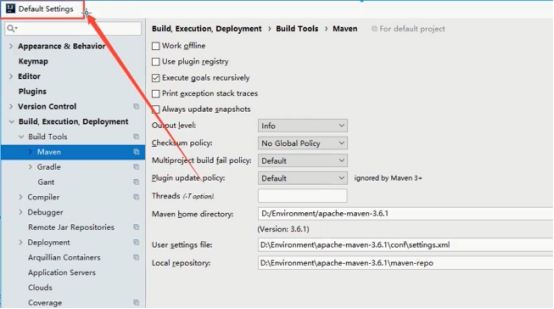 Default Settings
Build, Execution, Deployment > Build Tools > Maven For default project
Appearance & Behavior
Keymap
Editor
Plugins
Version Control
Build, Execution, Deployment
Build Tools
Maven
Gradle
Gant
Compiler
Debugger
Remote Jar Repositories
Deployment
Arquillian Containers
Application Servers
Clouds
Coverage
Work offline
Use plugin registry
Execute goals recursively
Print exception stack traces
Always update snapshots
Output level: Info
Checksum policy: No Global Policy
Multiproject build fail policy: Default
Plugin update policy: Default ignored by Maven 3+
Threads (-T option)
Maven home directory: D:/Environment/apache-maven-3.6.1
(Version: 3.6.1)
User settings file: D:\Environment\apache-maven-3.6.1\conf\settings.xml
Local repository: D:\Environment\apache-maven-3.6.1\maven-repo